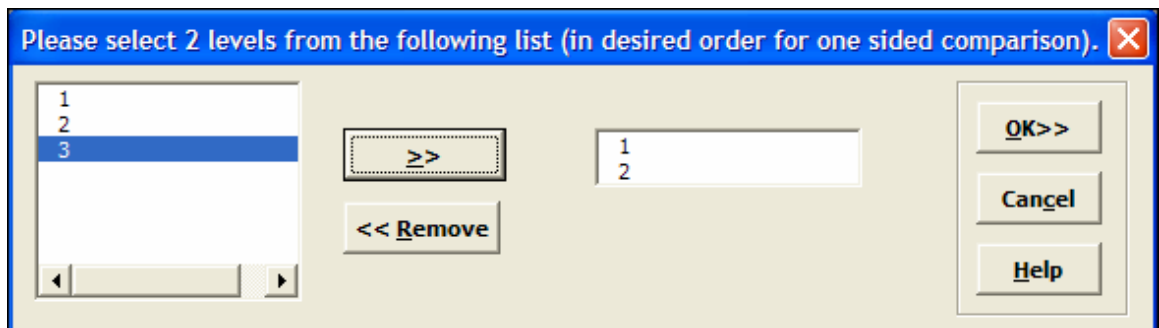 Please select 2 levels from the following list (in desired order for one sided comparison).
1
2
3
>>
<< Remove
1
2
OK>>
Cancel
Help